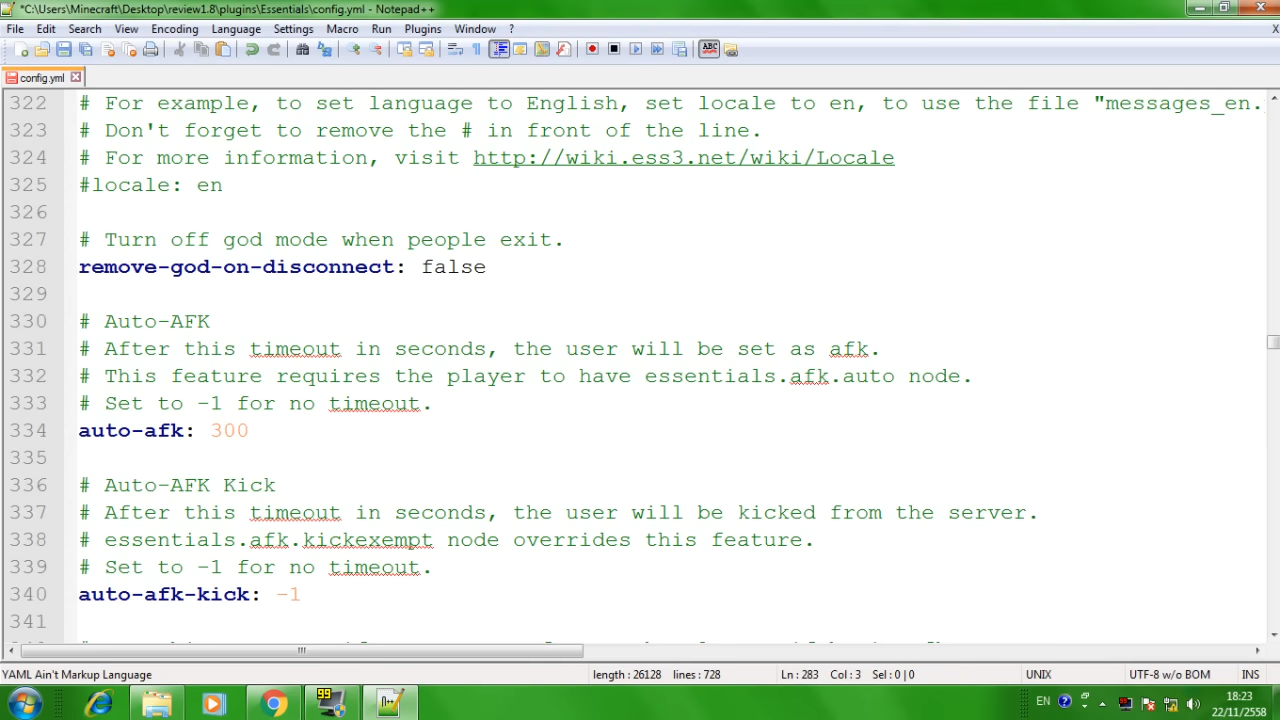 *C:\Users\Minecraft\Desktop\review1.8\plugins\Essentials\config.yml - Notepad++
File Edit Search View Encoding Language Settings Macro Run Plugins Window ? X
config.yml
322 # For example, to set language to English, set locale to en, to use the file "messages_en.
323 # Don't forget to remove the # in front of the line.
324 # For more information, visit http://wiki.ess3.net/wiki/Locale
325 #locale: en
326
327 # Turn off god mode when people exit.
328 remove-god-on-disconnect: false
329
330 # Auto-AFK
331 # After this timeout in seconds, the user will be set as afk.
332 # This feature requires the player to have essentials.afk.auto node.
333 # Set to -1 for no timeout.
334 auto-afk: 300
335
336 # Auto-AFK Kick
337 # After this timeout in seconds, the user will be kicked from the server.
338 # essentials.afk.kickexempt node overrides this feature.
339 # Set to -1 for no timeout.
340 auto-afk-kick: -1
341
YAML Ain't Markup Language length : 26128 lines : 728 Ln : 283 Col : 3 Sel : 0 | 0 UNIX UTF-8 w/o BOM INS
EN 18:23
22/11/2558